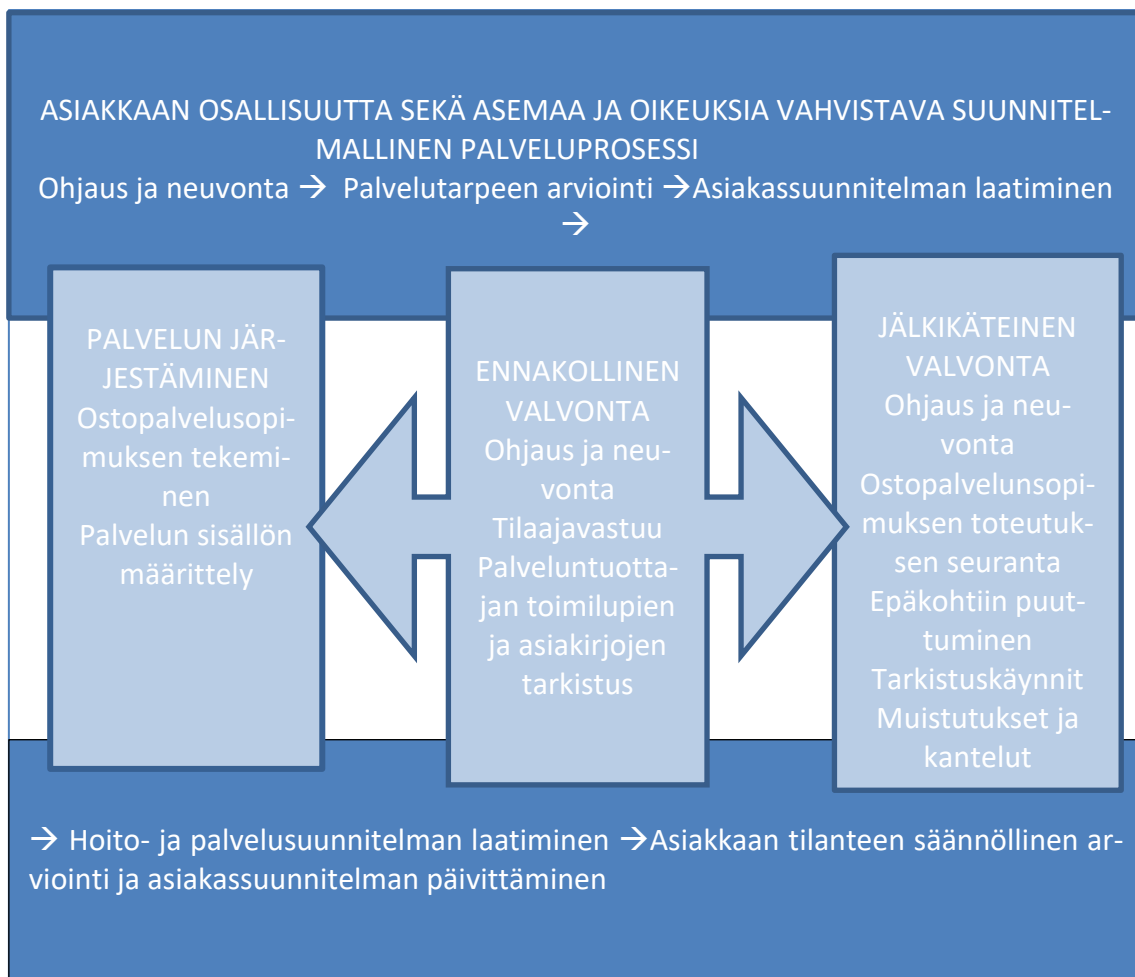 ASIAKKAAN OSALLISUUTTA SEKÄ ASEMAA JA OIKEUKSIA VAHVISTAVA SUUNNITEL-
MALLINEN PALVELUPROSESSI
Ohjaus ja neuvonta → Palvelutarpeen arviointi →Asiakassuunnitelman laatiminen
→
PALVELUN JÄR-
JESTÄMINEN
Ostopalvelusopi-
muksen tekemi-
nen
Palvelun sisällön
määrittely
ENNAKOLLINEN
VALVONTA
Ohjaus ja neu-
vonta
Tilaajavastuu
Palveluntuotta-
jan toimilupien
ja asiakirjojen
tarkistus
JÄLKIKÄTEINEN
VALVONTA
Ohjaus ja neu-
vonta
Ostopalvelunsopi-
muksen toteutuk-
sen seuranta
Epäkohtiin puut-
tuminen
Tarkistuskäynnit
Muistutukset ja
kantelut
→ Hoito- ja palvelusuunnitelman laatiminen →Asiakkaan tilanteen säännöllinen ar-
viointi ja asiakassuunnitelman päivittäminen